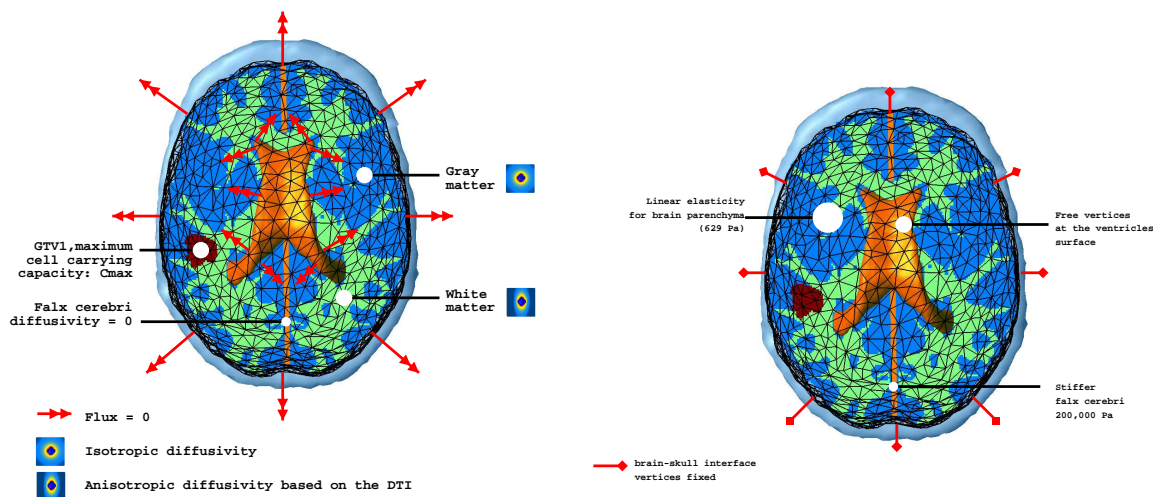 Gray
matter
GTV1,maximum
cell carrying
capacity: Cmax
White
matter
Falx cerebri
diffusivity = 0
Flux = 0
Isotropic diffusivity
Anisotropic diffusivity based on the DTI
Linear elasticity
for brain parenchyma
(629 Pa)
Free vertices
at the ventricles
surface
Stiffer
falx cerebri
200,000 Pa
brain-skull interface
vertices fixed